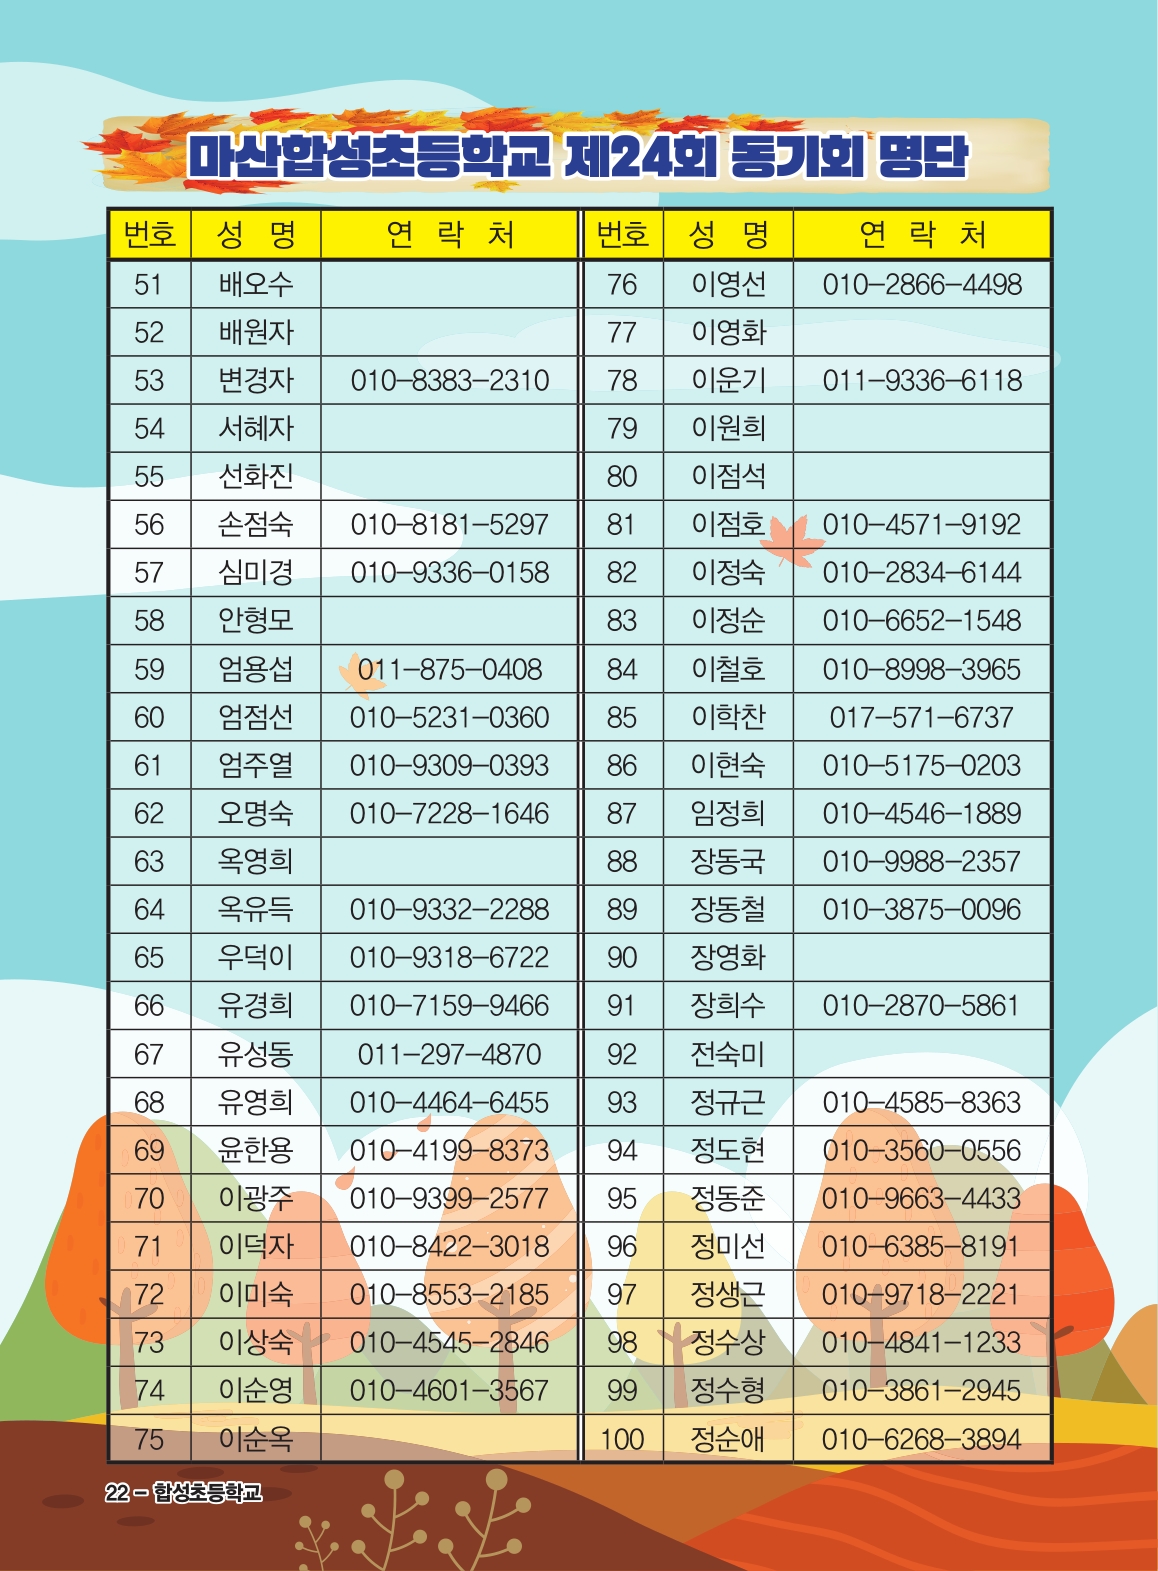 마산합성초등학교 제24회 동기회 명단
번호 성 명 연 락 처 번호 성 명 연 락 처
51 배오수 76 이영선 010-2866-4498
52 배원자 77 이영화
53 변경자 010-8383-2310 78 이운기 011-9336-6118
54 서혜자 79 이원희
55 선화진 80 이점석
56 손점숙 010-8181-5297 81 이점호 010-4571-9192
57 심미경 010-9336-0158 82 이정숙 010-2834-6144
58 안형모 83 이정순 010-6652-1548
59 엄용섭 011-875-0408 84 이철호 010-8998-3965
60 엄점선 010-5231-0360 85 이학찬 017-571-6737
61 엄주열 010-9309-0393 86 이현숙 010-5175-0203
62 오명숙 010-7228-1646 87 임정희 010-4546-1889
63 옥영희 88 장동국 010-9988-2357
64 옥유득 010-9332-2288 89 장동철 010-3875-0096
65 우덕이 010-9318-6722 90 장영화
66 유경희 010-7159-9466 91 장희수 010-2870-5861
67 유성동 011-297-4870 92 전숙미
68 유영희 010-4464-6455 93 정규근 010-4585-8363
69 윤한용 010-4199-8373 94 정도현 010-3560-0556
70 이광주 010-9399-2577 95 정동준 010-9663-4433
71 이덕자 010-8422-3018 96 정미선 010-6385-8191
72 이미숙 010-8553-2185 97 정생근 010-9718-2221
73 이상숙 010-4545-2846 98 정수상 010-4841-1233
74 이순영 010-4601-3567 99 정수형 010-3861-2945
75 이순옥 100 정순애 010-6268-3894
22 - 합성초등학교